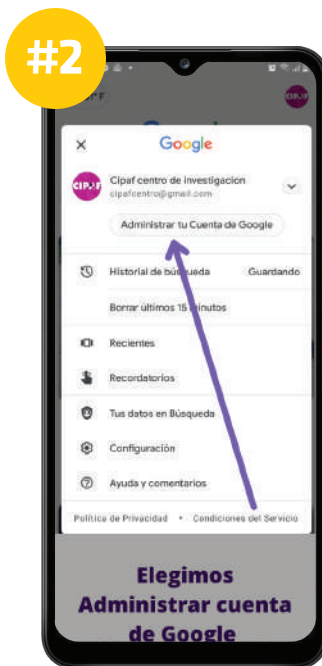 #2
CIPAF
Google
CIPAF
Cipaf centro de investigacion
cipafcentro@gmail.com
Administrar tu Cuenta de Google
Historial de búsqueda Guardando
Borrar últimos 15 minutos
Recientes
Recordatorios
Tus datos en Búsqueda
Configuración
Ayuda y comentarios
Política de Privacidad • Condiciones del Servicio
Elegimos
Administrar cuenta
de Google